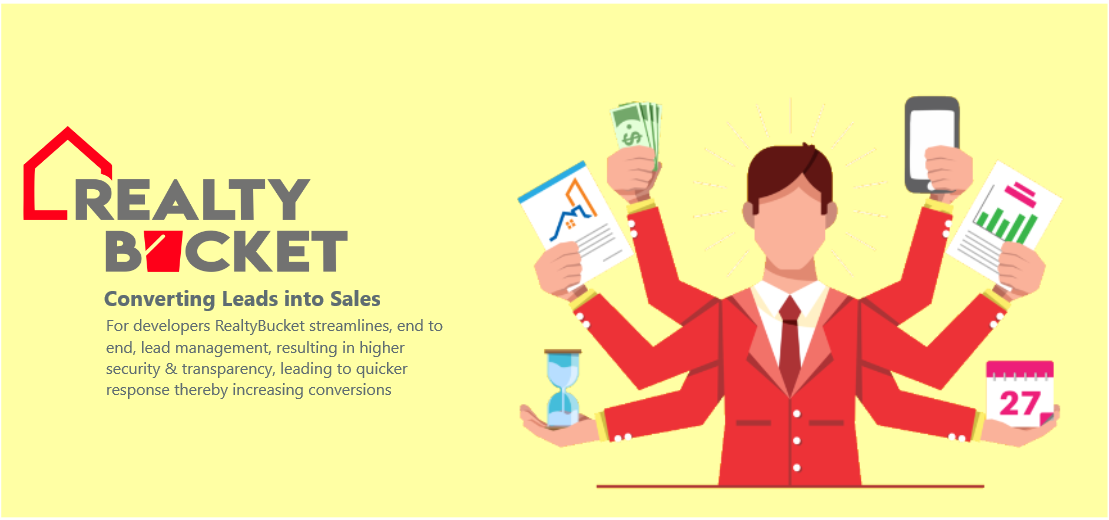 REALTY
BUCKET
Converting Leads into Sales
For developers RealtyBucket streamlines, end to
end, lead management, resulting in higher
security & transparency, leading to quicker
response thereby increasing conversions
$
27